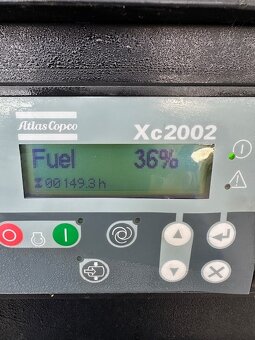 Atlas Copco
Xc2002
Fuel 36%
00149.3h